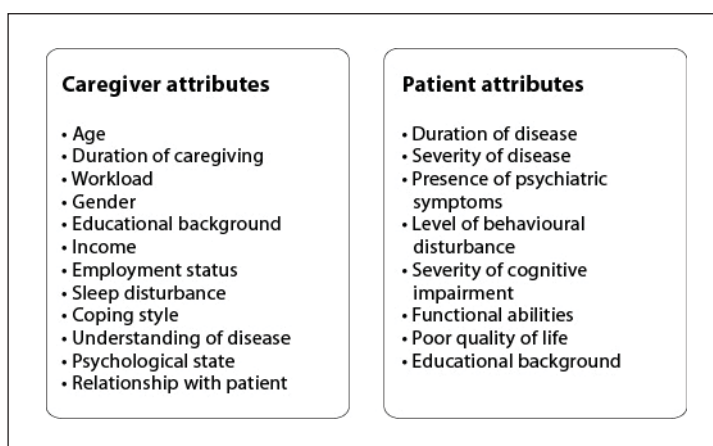 Caregiver attributes
• Age
• Duration of caregiving
• Workload
• Gender
• Educational background
• Income
• Employment status
• Sleep disturbance
• Coping style
• Understanding of disease
• Psychological state
• Relationship with patient
Patient attributes
• Duration of disease
• Severity of disease
• Presence of psychiatric
symptoms
• Level of behavioural
disturbance
• Severity of cognitive
impairment
• Functional abilities
• Poor quality of life
• Educational background